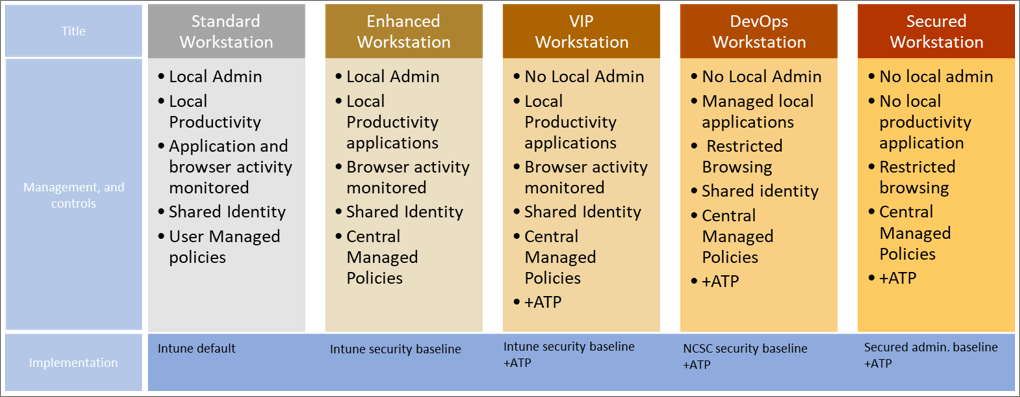 Title
Standard
Workstation
Enhanced
Workstation
VIP
Workstation
DevOps
Workstation
Secured
Workstation
Management, and
controls
• Local Admin
• Local
Productivity
• Application and
browser activity
monitored
• Shared Identity
• User Managed
policies
• Local Admin
• Local
Productivity
applications
• Browser activity
monitored
• Shared Identity
• Central
Managed
Policies
• No Local Admin
• Local
Productivity
applications
• Browser activity
monitored
• Shared Identity
• Central
Managed
Policies
• +ATP
• No Local Admin
• Managed local
applications
• Restricted
Browsing
• Shared identity
• Central
Managed
Policies
• +ATP
• No local admin
• No local
productivity
application
• Restricted
browsing
• Central
Managed
Policies
• +ATP
Implementation
Intune default
Intune security baseline
Intune security baseline
+ATP
NCSC security baseline
+ATP
Secured admin. baseline
+ATP